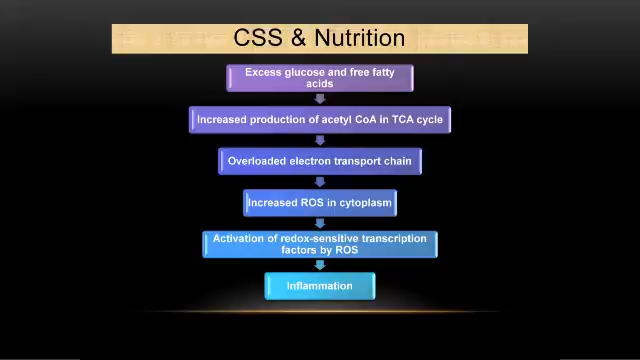 CSS & Nutrition
Excess glucose and free fatty
acids
Increased production of acetyl CoA in TCA cycle
Overloaded electron transport chain
Increased ROS in cytoplasm
Activation of redox-sensitive transcription
factors by ROS
Inflammation